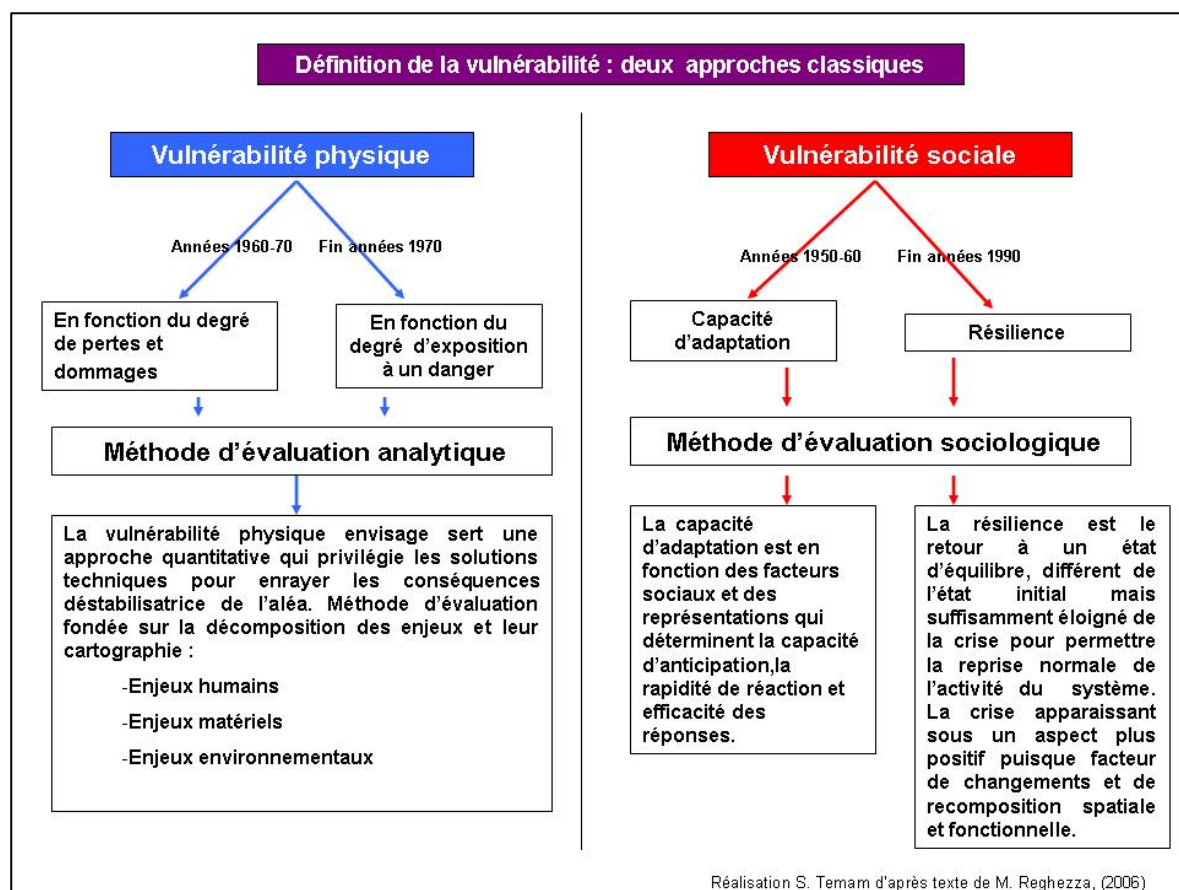 Définition de la vulnérabilité : deux approches classiques
Vulnérabilité physique
Années 1960-70
Fin années 1970
En fonction du degré
de pertes et
dommages
En fonction du
degré d'exposition
à un danger
Méthode d'évaluation analytique
La vulnérabilité physique envisage sert une
approche quantitative qui privilégie les solutions
techniques pour enrayer les conséquences
déstabilisatrice de l'aléa. Méthode d'évaluation
fondée sur la décomposition des enjeux et leur
cartographie :
-Enjeux humains
-Enjeux matériels
-Enjeux environnementaux
Vulnérabilité sociale
Années 1950-60
Fin années 1990
Capacité
d'adaptation
Résilience
Méthode d'évaluation sociologique
La capacité
d'adaptation est en
fonction des facteurs
sociaux et des
représentations qui
déterminent la capacité
d'anticipation,la
rapidité de réaction et
efficacité des
réponses.
La résilience est le
retour à un état
d'équilibre, différent de
l'état initial mais
suffisamment éloigné de
la crise pour permettre
la reprise normale de
l'activité du système.
La crise apparaissant
sous un aspect plus
positif puisque facteur
de changements et de
recomposition spatiale
et fonctionnelle.
Réalisation S. Temam d'après texte de M. Reghezza, (2006)